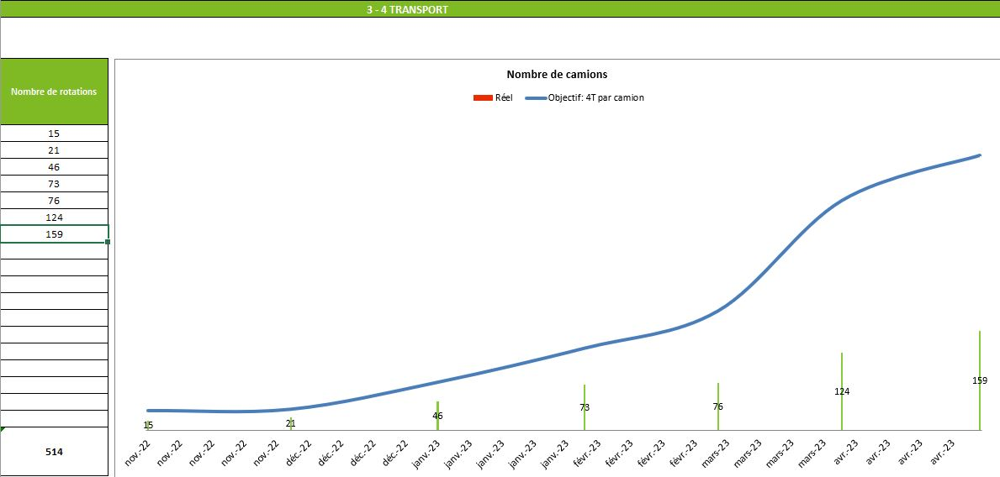 3 - 4 TRANSPORT
Nombre de rotations
15
21
46
73
76
124
159
514
Nombre de camions
Réel
Objectif: 4T par camion
15
21
46
73
76
124
159
nov.-22
nov.-22
nov.-22
nov.-22
nov.-22
déc.-22
déc.-22
déc.-22
déc.-22
janv.-23
janv.-23
janv.-23
janv.-23
janv.-23
févr.-23
févr.-23
févr.-23
févr.-23
mars-23
mars-23
mars-23
mars-23
avr.-23
avr.-23
avr.-23
avr.-23